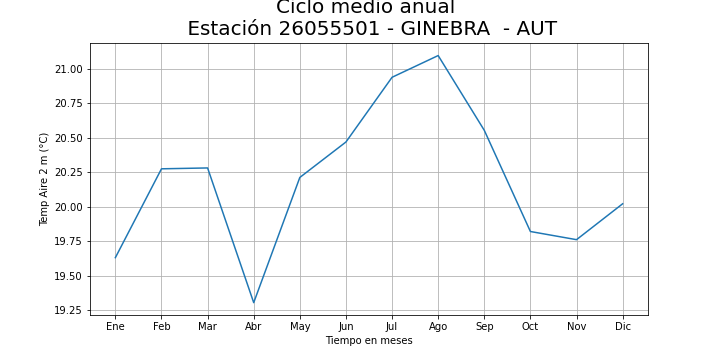 Ciclo medio anual
Estación 26055501 - GINEBRA  - AUT
21.00
20.75
20.50
20.25
20.00
19.75
19.50
19.25
Temp Aire 2 m (°C)
Ene Feb Mar Abr May Jun Jul Ago Sep Oct Nov Dic
Tiempo en meses